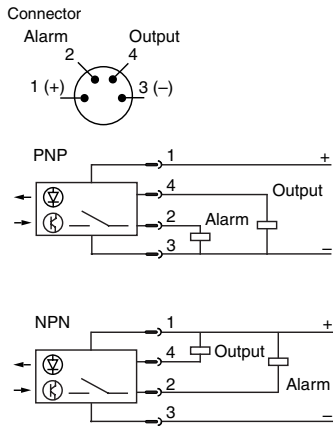 Connector
Alarm Output
2 4
1 (+) 3 (–)
PNP
1 +
4
Output
2 Alarm
3 –
NPN
1 +
4
Output
2
Alarm
3 –